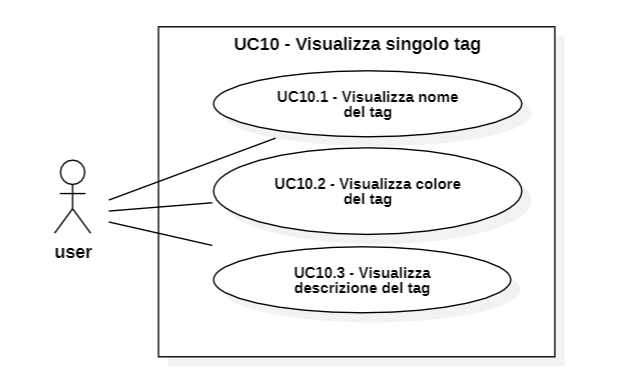 UC10 - Visualizza singolo tag
UC10.1 - Visualizza nome
del tag
UC10.2 - Visualizza colore
del tag
user
UC10.3 - Visualizza
descrizione del tag